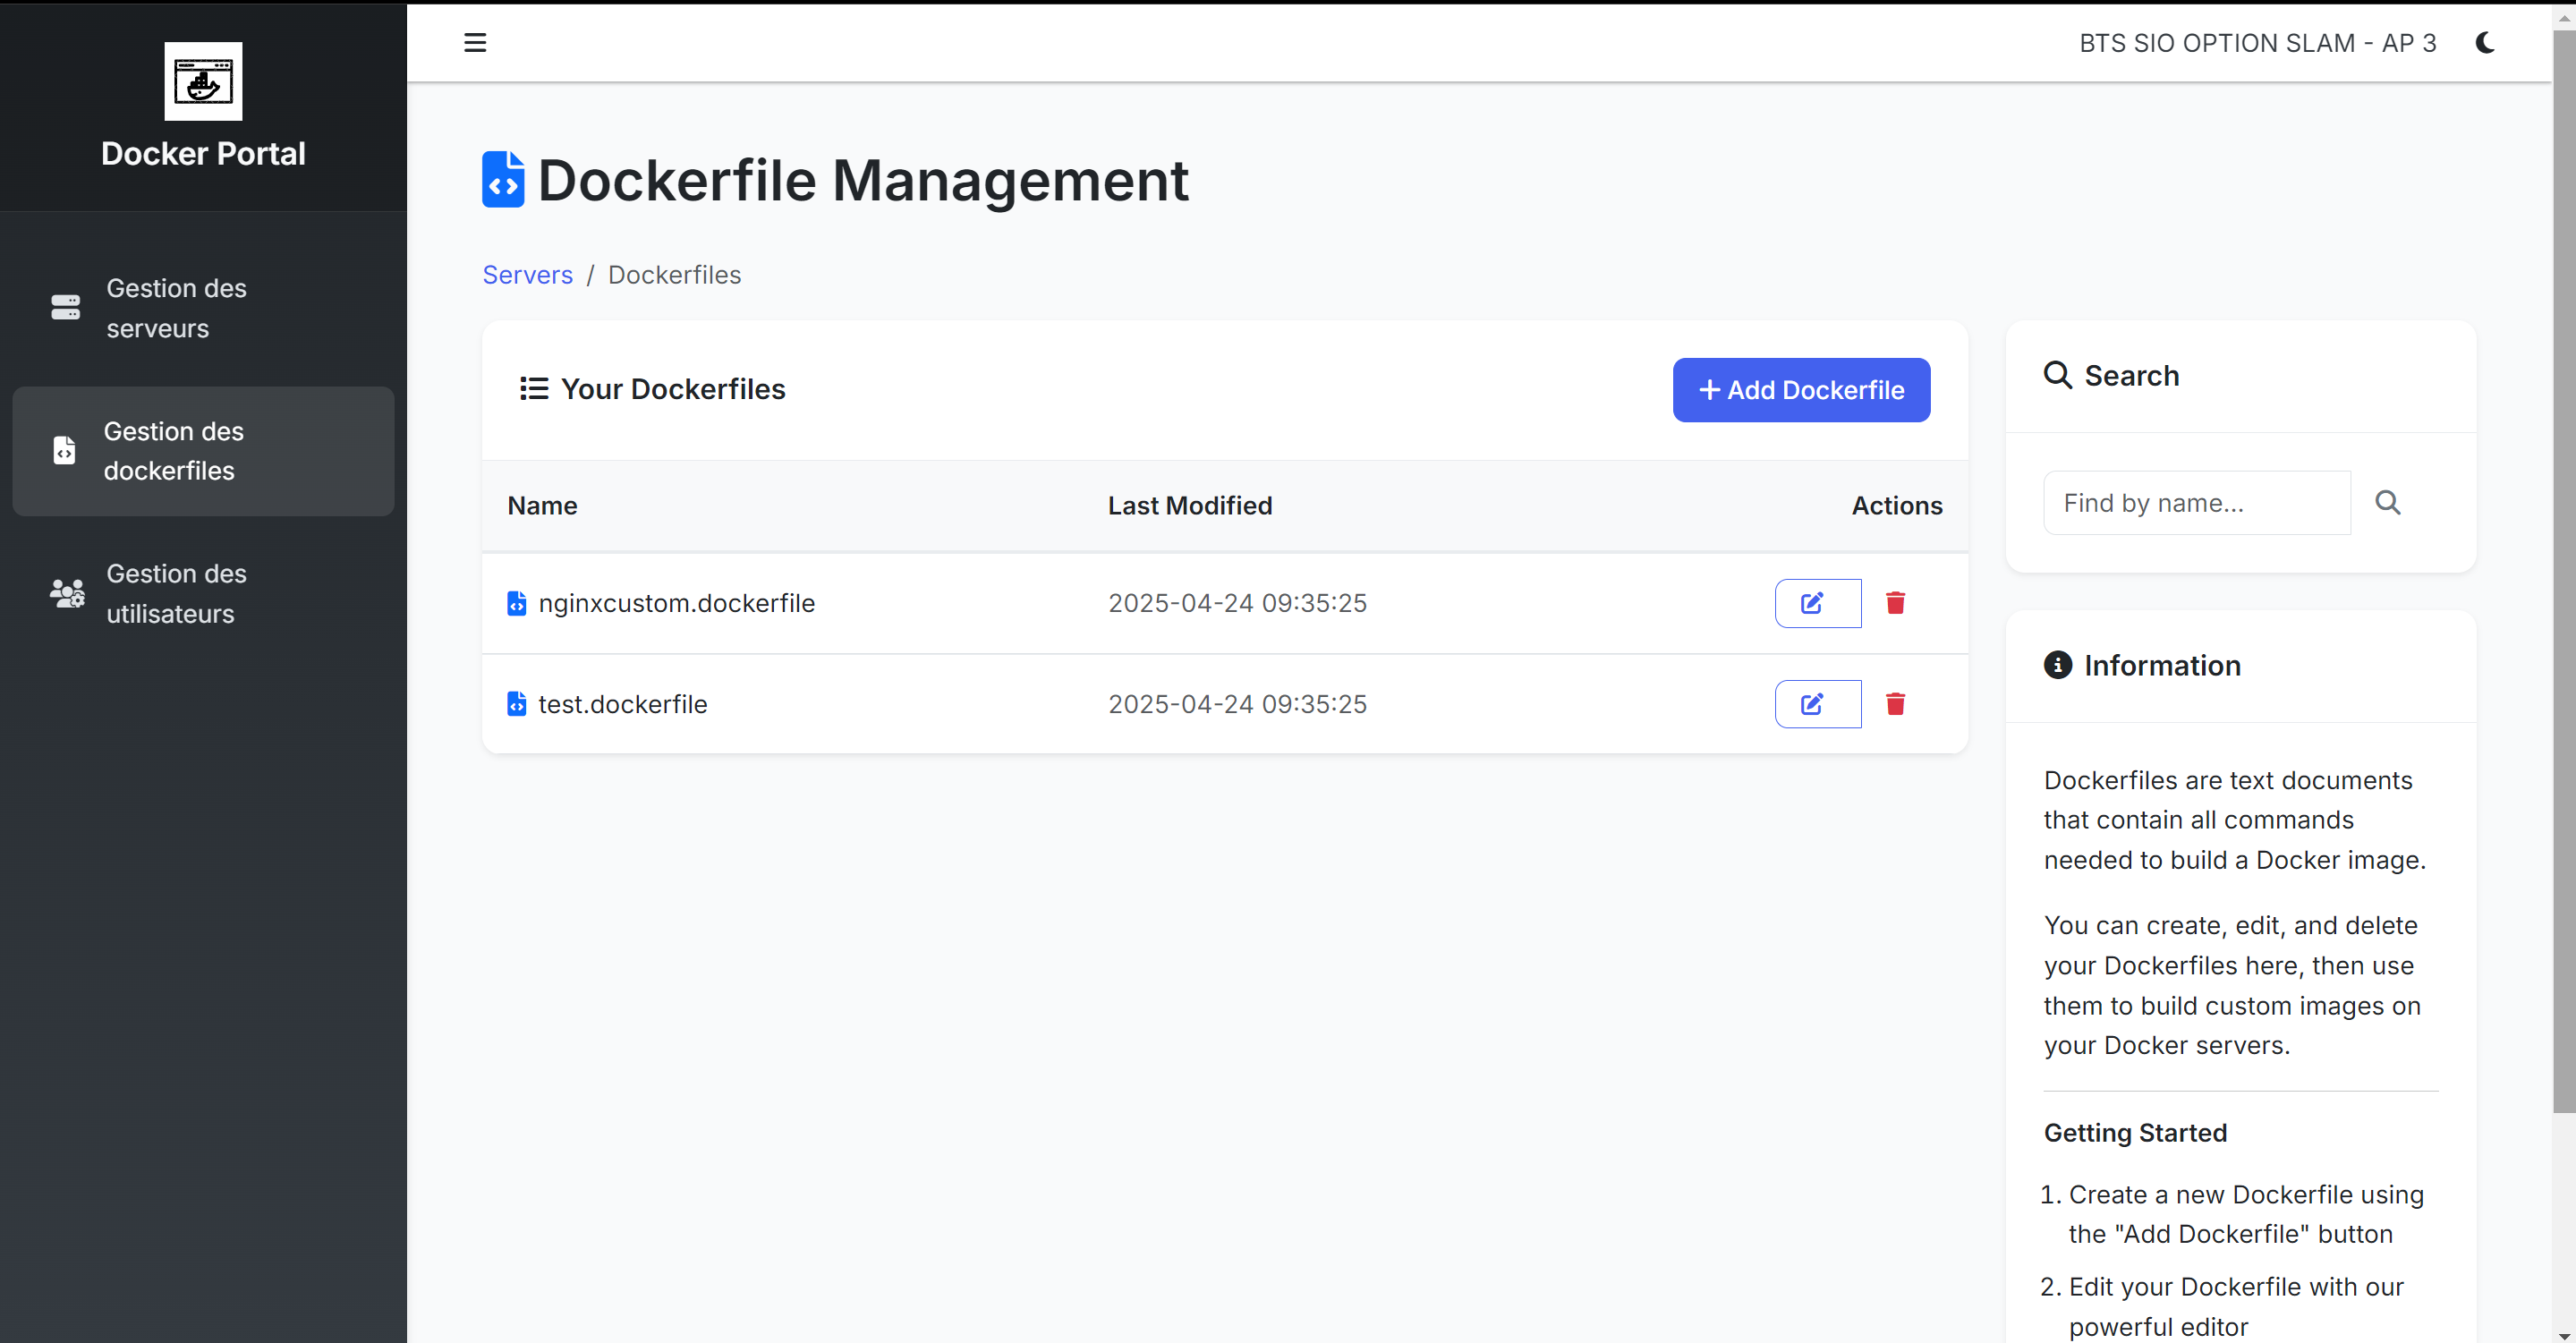 BTS SIO OPTION SLAM - AP 3
Docker Portal
Gestion des
serveurs
Gestion des
dockerfiles
Gestion des
utilisateurs
Dockerfile Management
Servers / Dockerfiles
Your Dockerfiles
Add Dockerfile
Name Last Modified Actions
nginxcustom.dockerfile 2025-04-24 09:35:25
test.dockerfile 2025-04-24 09:35:25
Search
Find by name...
Information
Dockerfiles are text documents
that contain all commands
needed to build a Docker image.
You can create, edit, and delete
your Dockerfiles here, then use
them to build custom images on
your Docker servers.
Getting Started
1. Create a new Dockerfile using
the "Add Dockerfile" button
2. Edit your Dockerfile with our
powerful editor